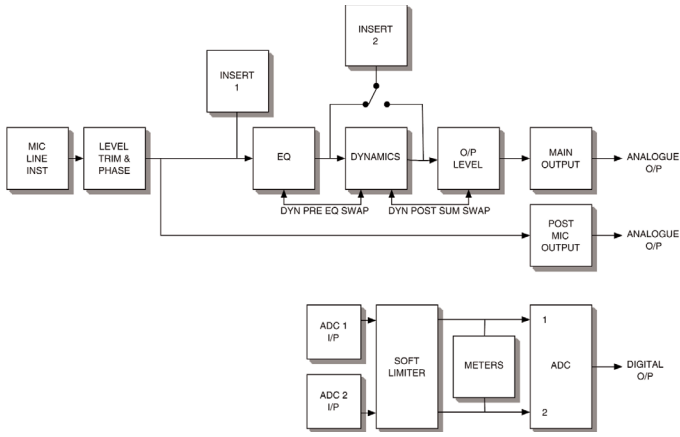 INSERT
2
INSERT
1
MIC
LINE
INST
LEVEL
TRIM &
PHASE
EQ
DYNAMICS
O/P
LEVEL
MAIN
OUTPUT
ANALOGUE
O/P
DYN PRE EQ SWAP
DYN POST SUM SWAP
POST
MIC
OUTPUT
ANALOGUE
O/P
ADC 1
I/P
ADC 2
I/P
SOFT
LIMITER
METERS
1
ADC
2
DIGITAL
O/P